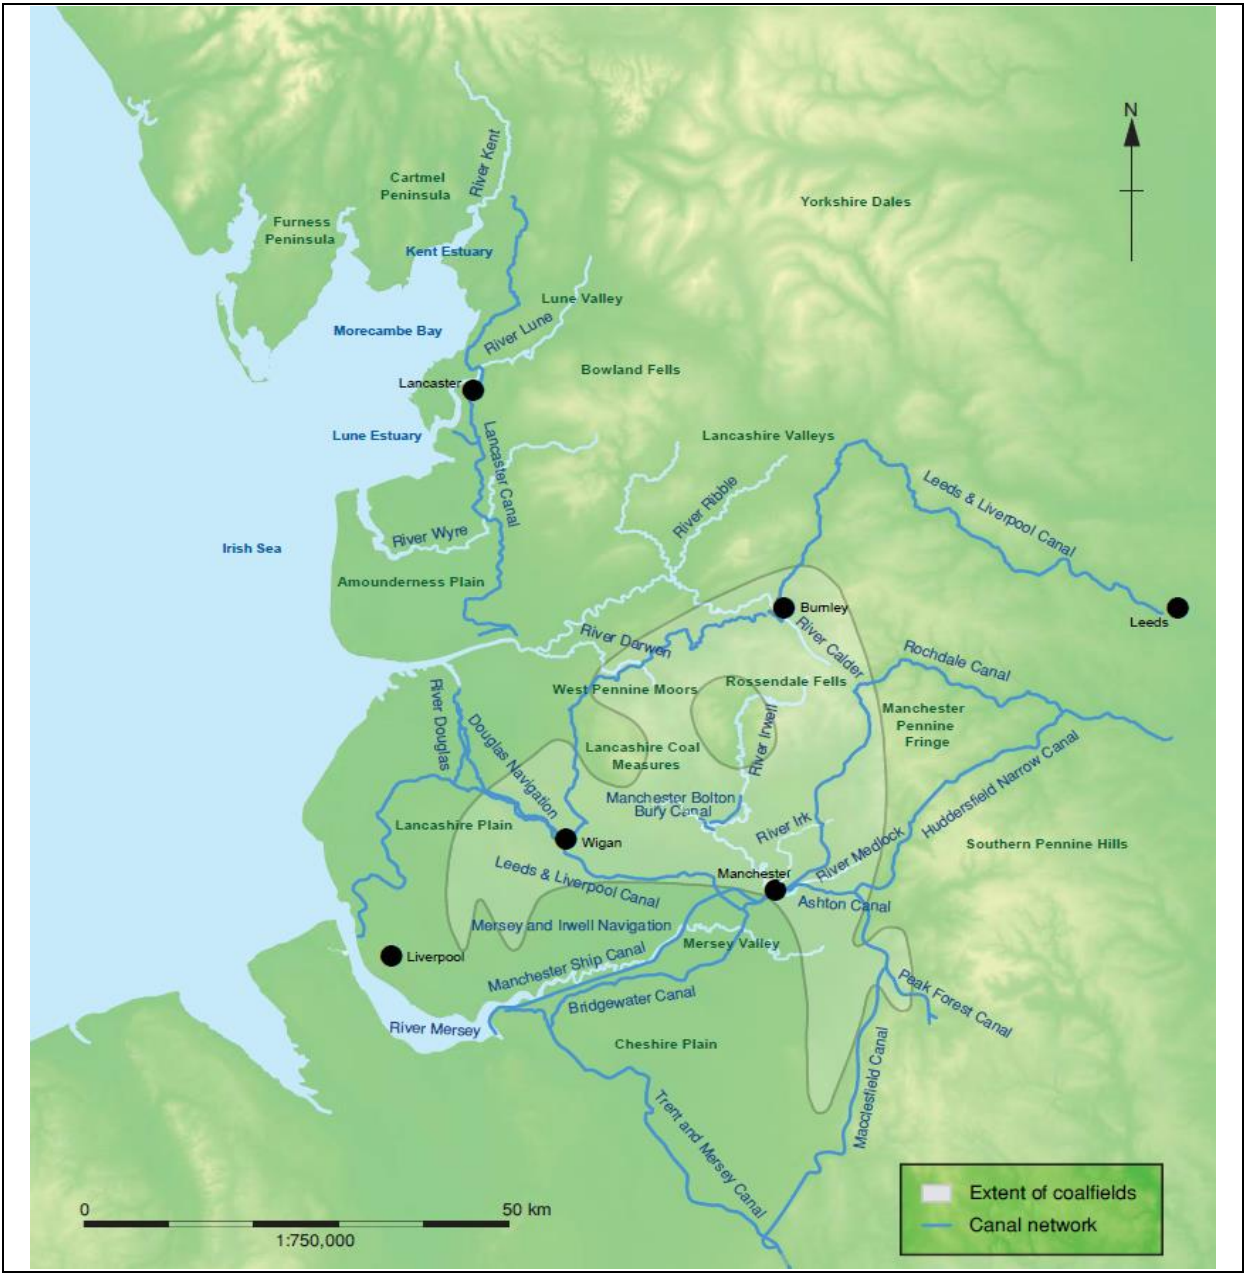 N
River Kent
Cartmel
Peninsula
Yorkshire Dales
Furness
Peninsula
Kent Estuary
Lune Valley
Morecambe Bay
River Lune
Bowland Fells
Lancaster
Lune Estuary
Lancashire Valleys
Lancaster Canal
River Ribble
Leeds & Liverpool Canal
River Wyre
Irish Sea
Amounderness Plain
Burnley
Leeds
River Darwen
River Calder
Rochdale Canal
West Pennine Moors
Rossendale Fells
River Douglas
Douglas Navigation
Manchester
Pennine
Fringe
River Irwell
Lancashire Coal
Measures
Huddersfield Narrow Canal
Manchester Bolton
Bury Canal
Lancashire Plain
River Irk
Wigan
River Medlock
Southern Pennine Hills
Leeds & Liverpool Canal
Manchester
Ashton Canal
Mersey and Irwell Navigation
Mersey Valley
Liverpool
Manchester Ship Canal
Peak Forest Canal
Bridgewater Canal
River Mersey
Cheshire Plain
Macclesfield Canal
Trent and Mersey Canal
0
50 km
1:750,000
Extent of coalfields
Canal network